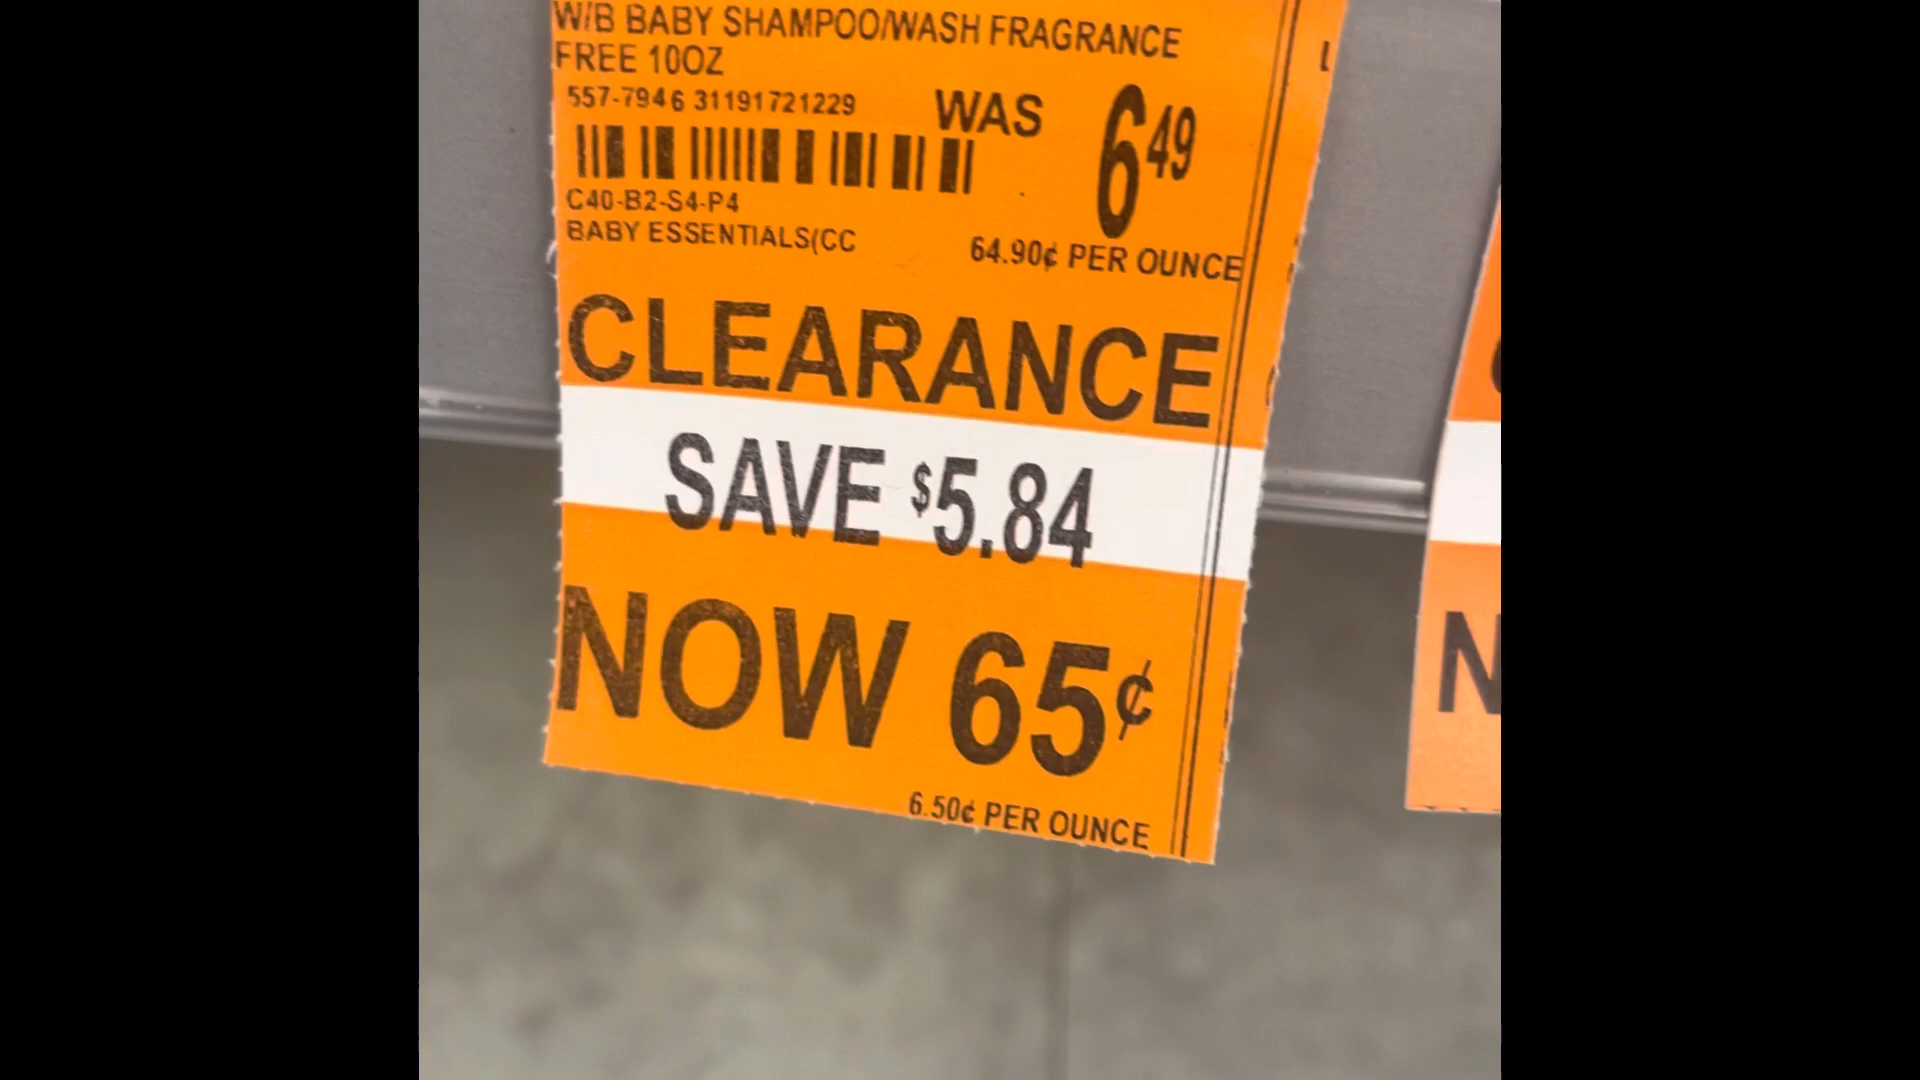 W/B BABY SHAMPOO/WASH FRAGRANCE
FREE 10OZ
557-7946 31191721229
WAS 6 49
C40-B2-S4-P4
BABY ESSENTIALS(CC
64.90¢ PER OUNCE
CLEARANCE
SAVE $5.84
NOW 65¢
6.50¢ PER OUNCE
N